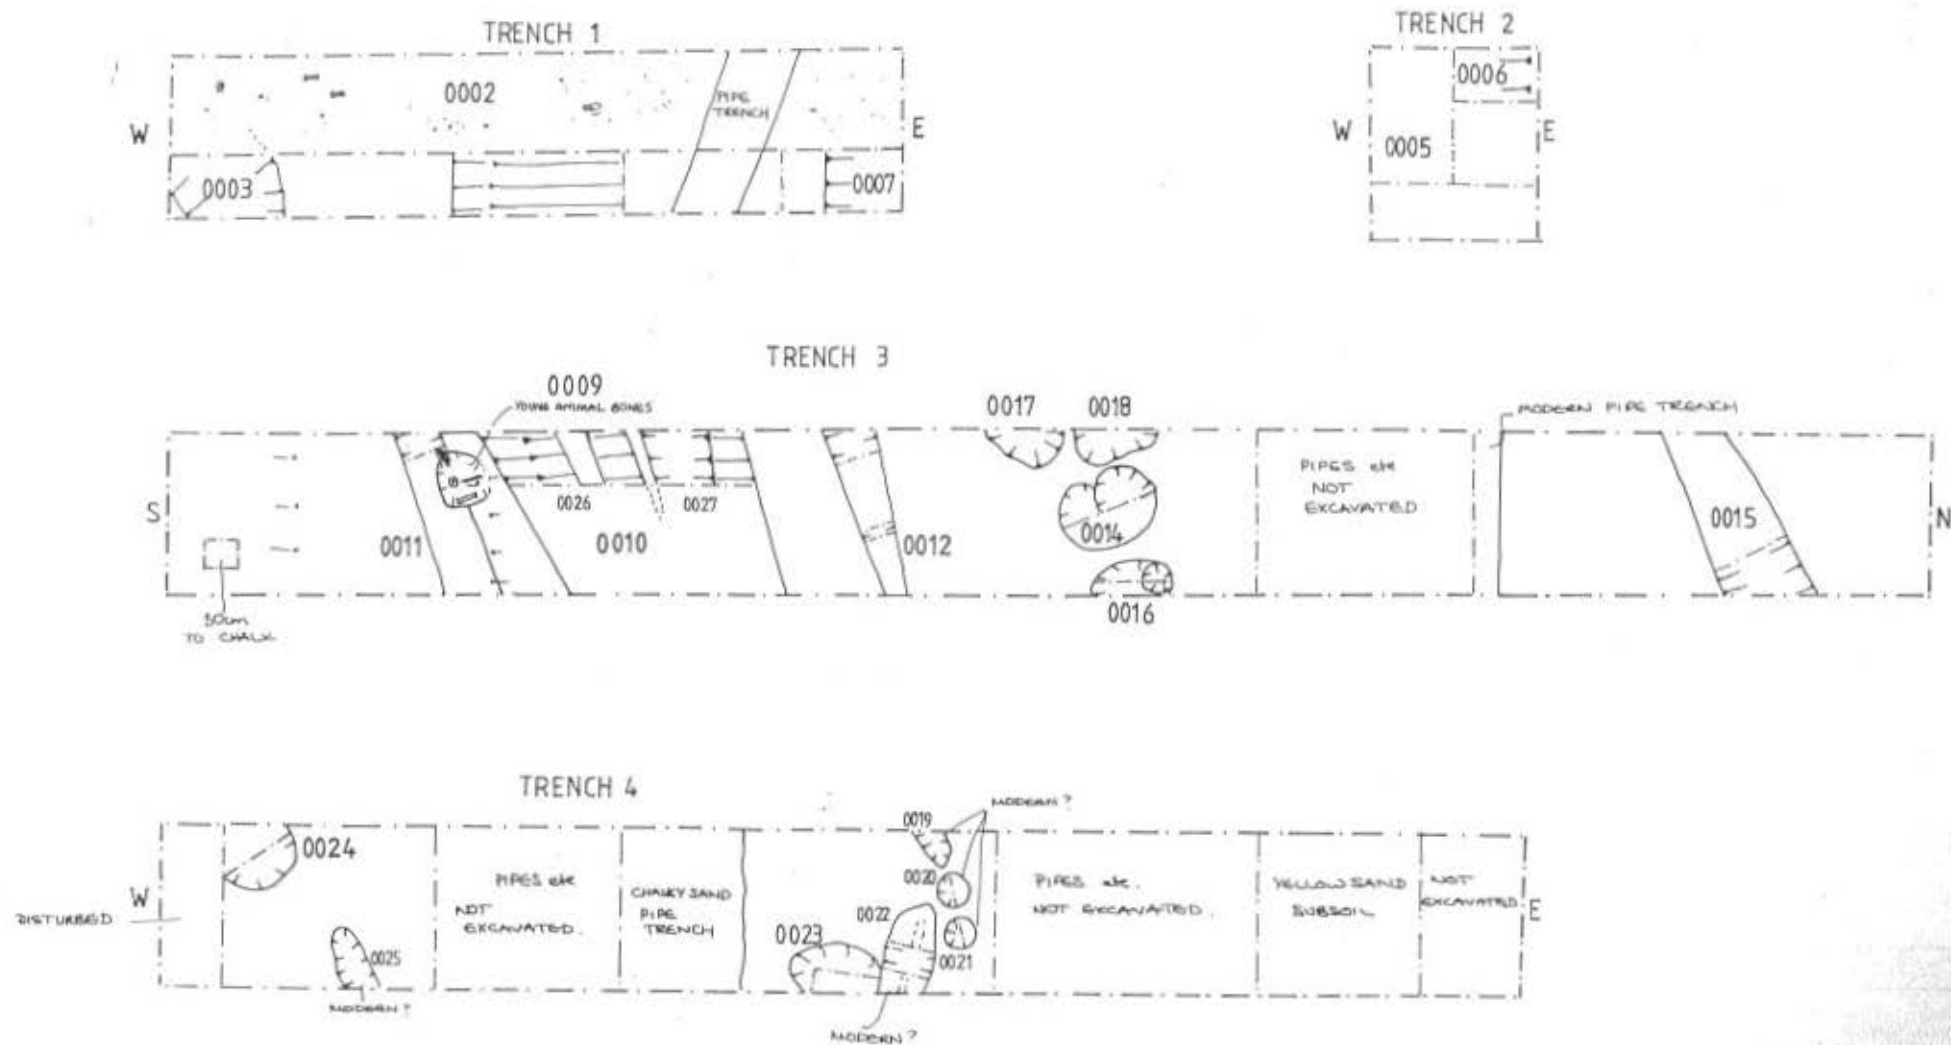 TRENCH 1
0002
PIPE
TRENCH
W
E
0003
0007
TRENCH 2
0006
W
0005
E
TRENCH 3
0009
YOUNG ANIMAL BONES
0017
0018
MODERN PIPE TRENCH
S
0026
0027
0011
0010
0012
0014
PIPES etc
NOT
EXCAVATED
0015
N
0016
50cm
TO CHALK
TRENCH 4
MODERN?
0019
0024
W
PIPES etc
NOT
EXCAVATED.
CHALKY SAND
PIPE
TRENCH
0020
PIPES etc.
NOT EXCAVATED.
YELLOW SAND
SUBSOIL
NOT
EXCAVATED
E
DISTURBED
0022
0023
0025
0021
MODERN?
MODERN?